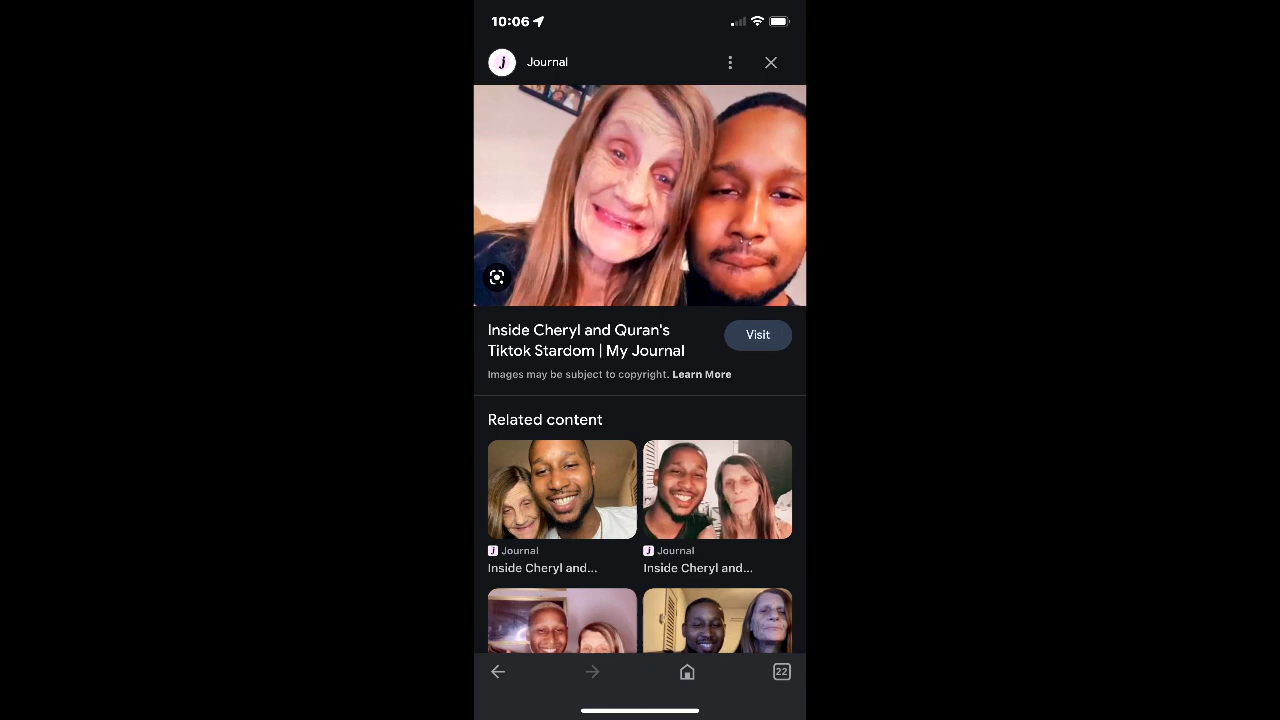 10:06
j Journal
Inside Cheryl and Quran's
Tiktok Stardom | My Journal
Visit
Images may be subject to copyright. Learn More
Related content
j Journal
Inside Cheryl and...
j Journal
Inside Cheryl and...
22